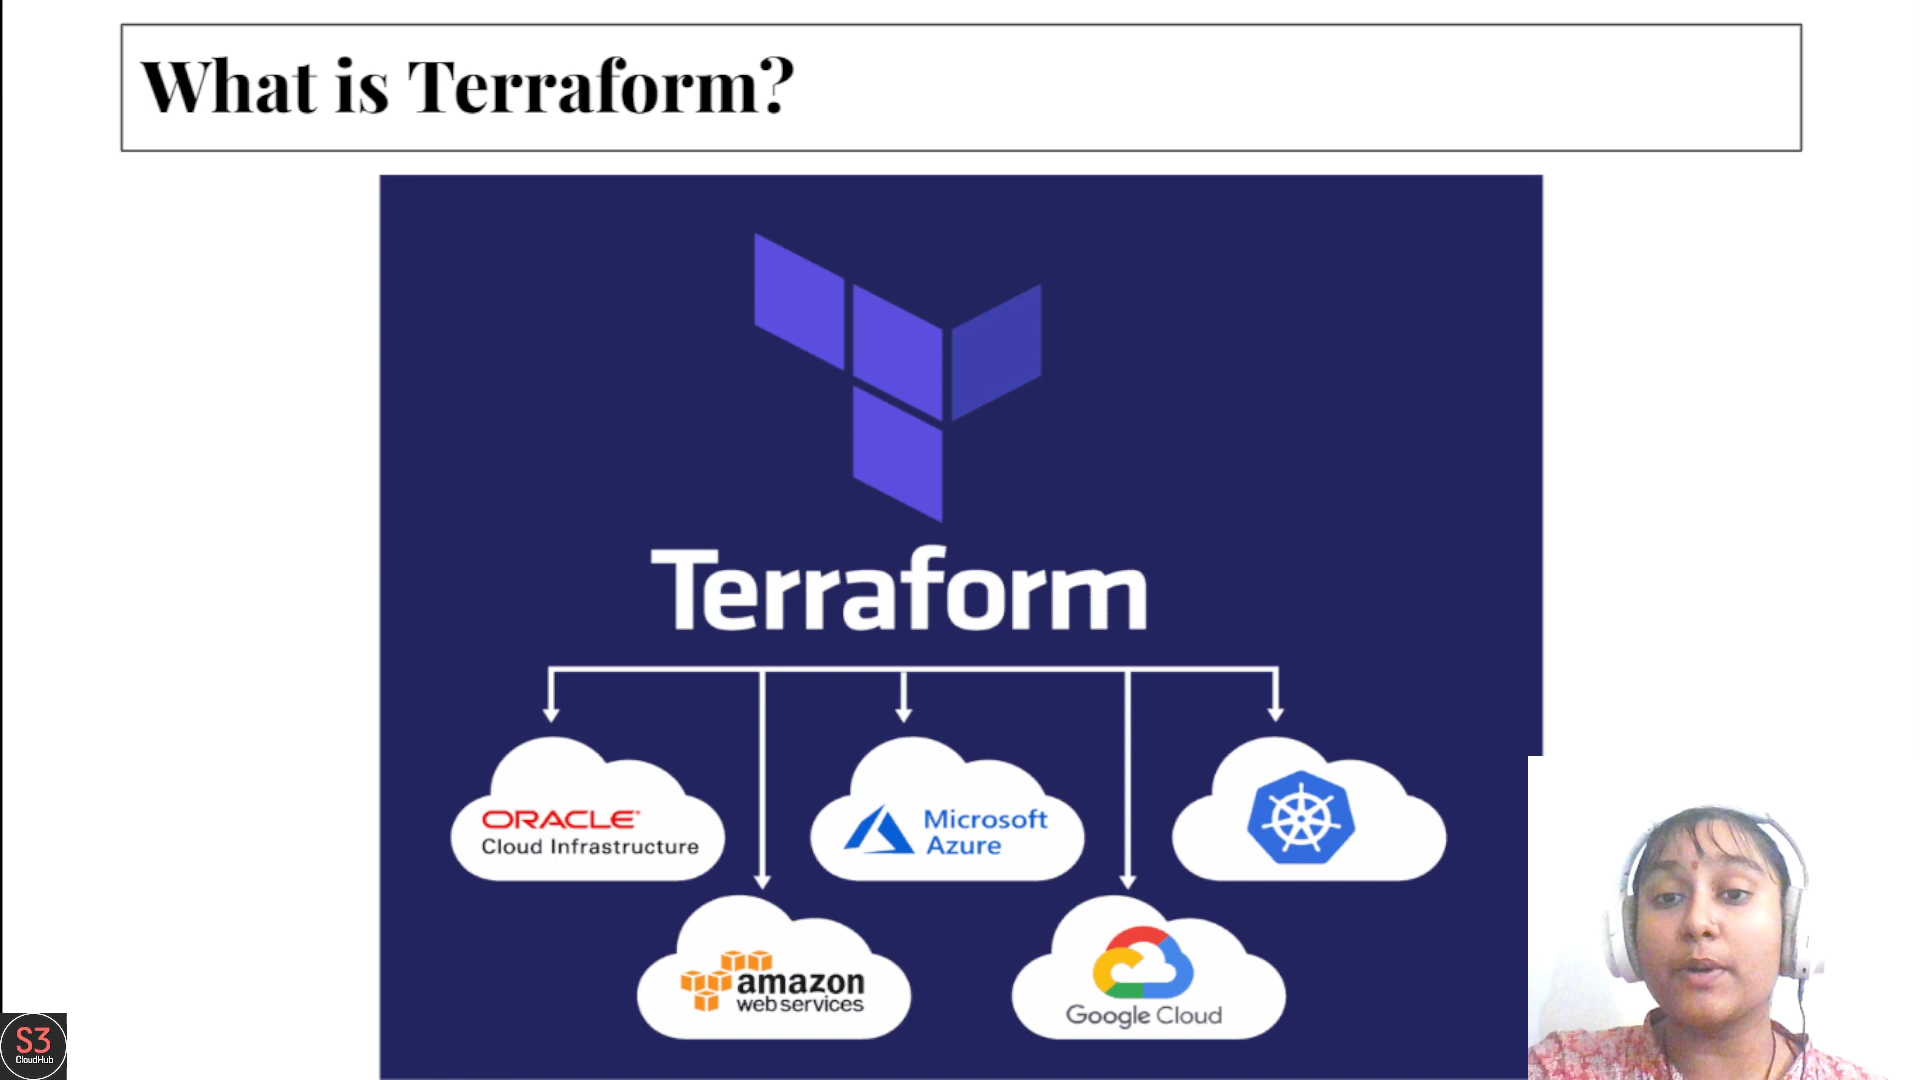 What is Terraform?
Terraform
ORACLE
Cloud Infrastructure
Microsoft
Azure
amazon
web services
Google Cloud
S3
CloudHub